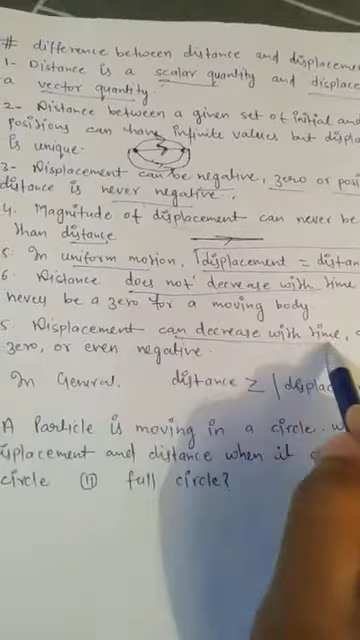 # difference between distance and displaceme
1- Distance is a scalar quantity and displace
a vector quantity.
2- Distance between a given set of initial and
positions can have infinite values but displa
is unique.
3- Displacement can be negative, zero or posi
distance is never negative.
4. Magnitude of displacement can never be
than distance
5. In uniform motion, |displacement = distan
6. Distance does not decrease with time
never be a zero for a moving body
5. Displacement can decrease with time,
zero, or even negative.
In General. distance ≥ |displac
A Particle is moving in a circle.
isplacement and distance when it
circle (II) full circle?